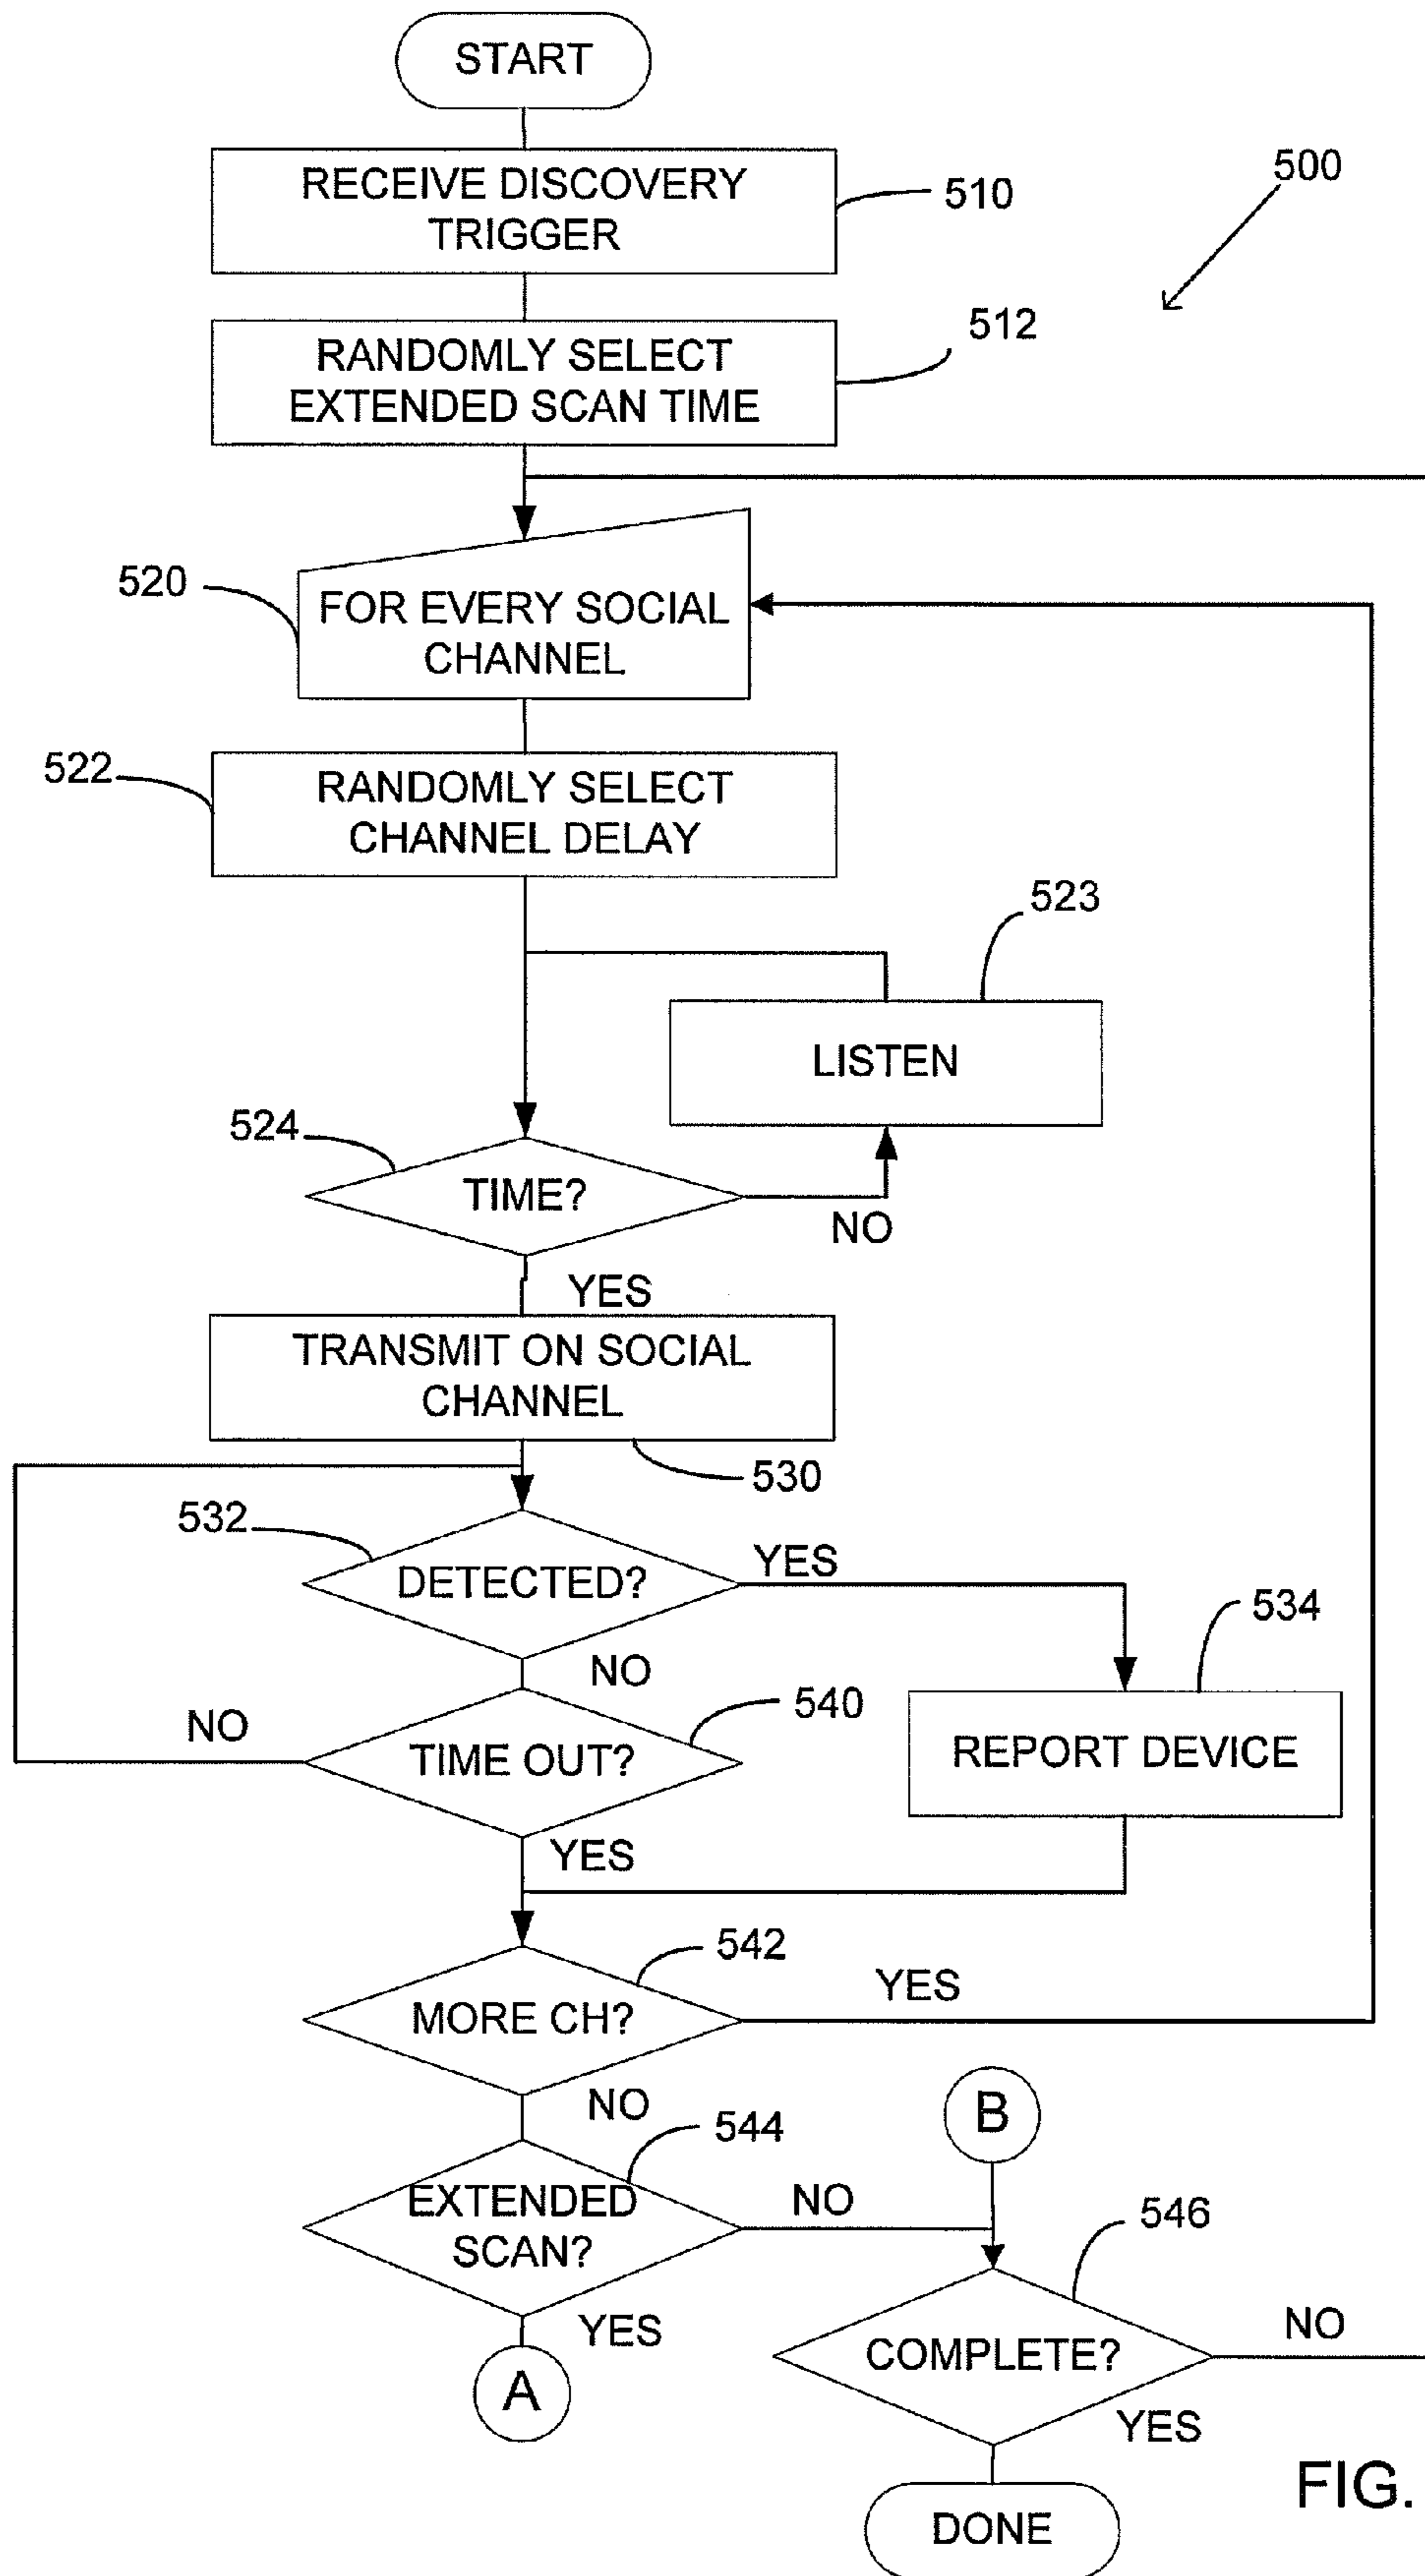 START
RECEIVE DISCOVERY
TRIGGER
510
500
RANDOMLY SELECT
EXTENDED SCAN TIME
512
520
FOR EVERY SOCIAL
CHANNEL
522
RANDOMLY SELECT
CHANNEL DELAY
523
LISTEN
524
TIME?
NO
YES
TRANSMIT ON SOCIAL
CHANNEL
530
532
DETECTED?
YES
534
NO
540
NO
TIME OUT?
REPORT DEVICE
YES
542
MORE CH?
YES
NO
B
544
EXTENDED
SCAN?
NO
546
YES
COMPLETE?
NO
A
YES
FIG.
DONE